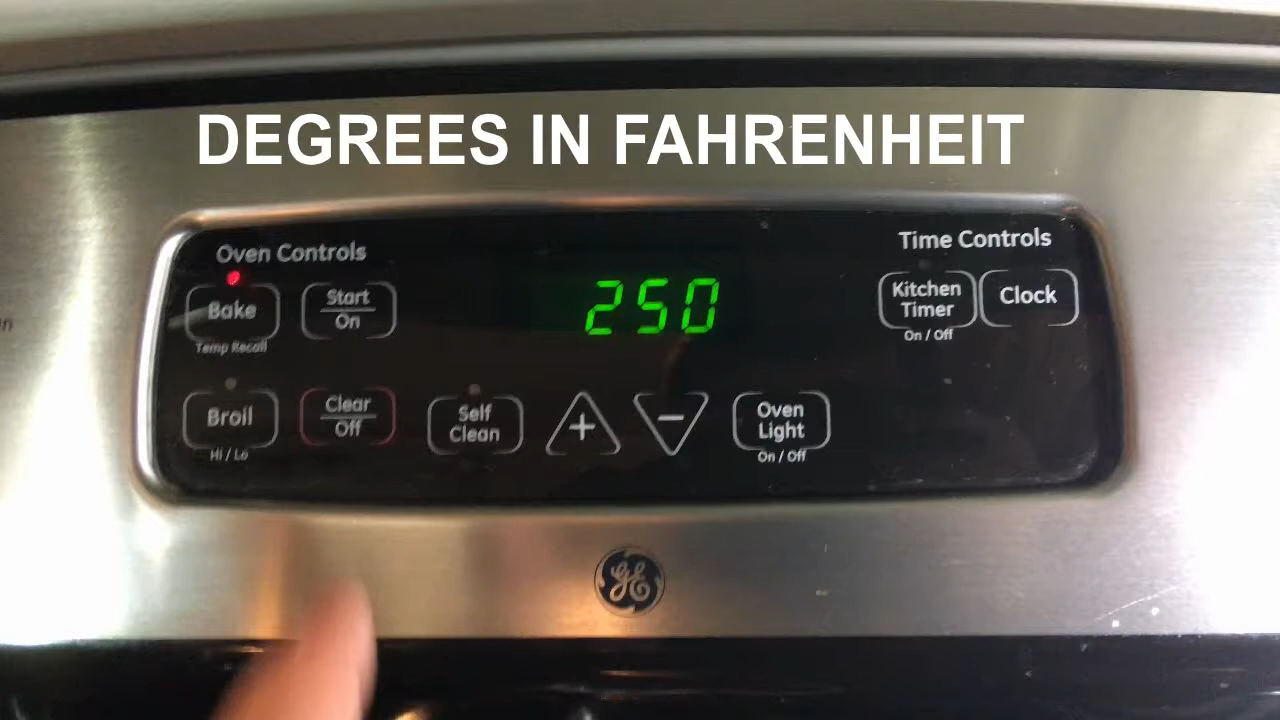 DEGREES IN FAHRENHEIT
Oven Controls
Time Controls
Bake
Temp Recall
Start
On
250
Kitchen
Timer
On / Off
Clock
Broil
Hi / Lo
Clear
Off
Self
Clean
+
−
Oven
Light
On / Off
GE